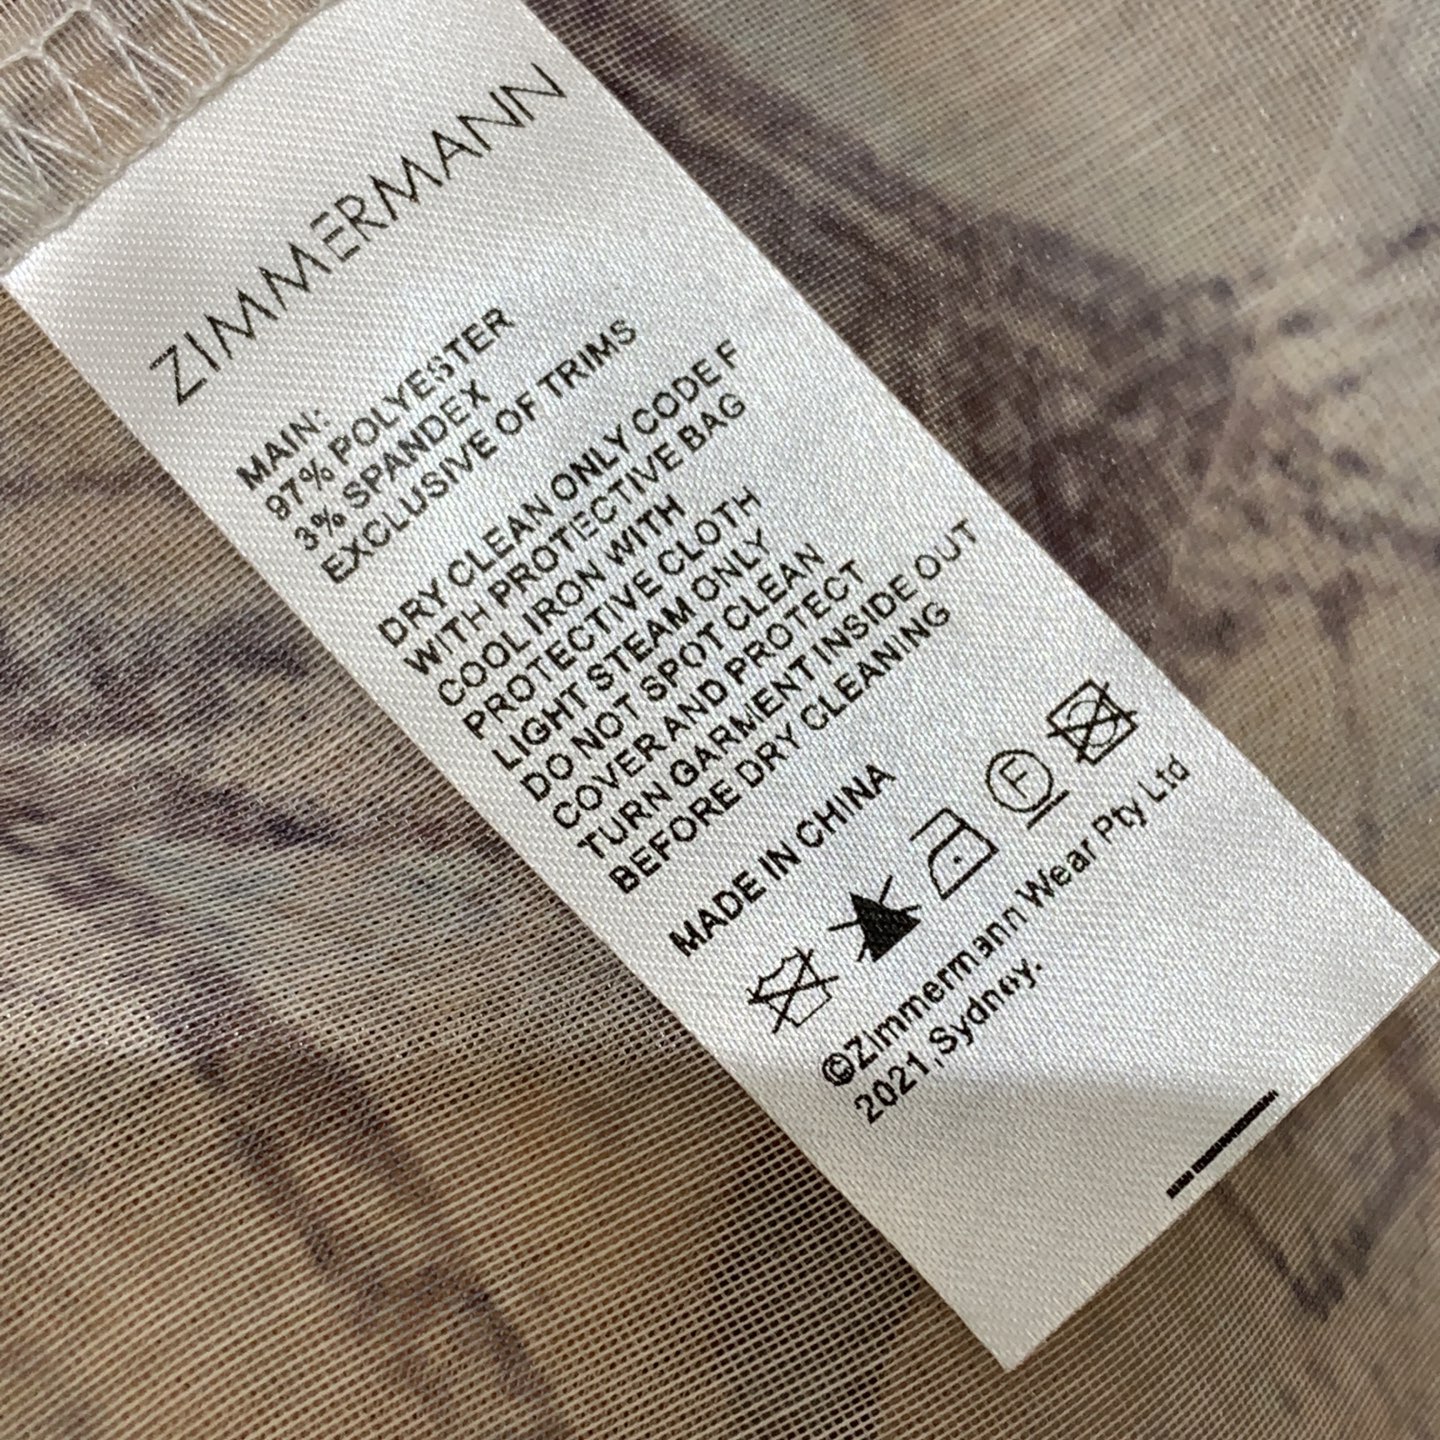 ZIMMERMANN
MAIN:
97% POLYESTER
3% SPANDEX
EXCLUSIVE OF TRIMS
DRY CLEAN ONLY CODE F
WITH PROTECTIVE BAG
COOL IRON WITH
PROTECTIVE CLOTH
LIGHT STEAM ONLY
DO NOT SPOT CLEAN
COVER AND PROTECT
TURN GARMENT INSIDE OUT
BEFORE DRY CLEANING
MADE IN CHINA
F
©Zimmermann Wear Pty Ltd
2021,Sydney.